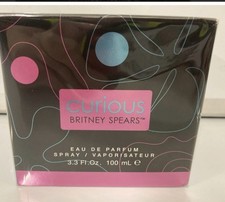 curious
BRITNEY SPEARS™
EAU DE PARFUM
SPRAY / VAPORISATEUR
3.3 Fl.Oz. 100 mL ℮